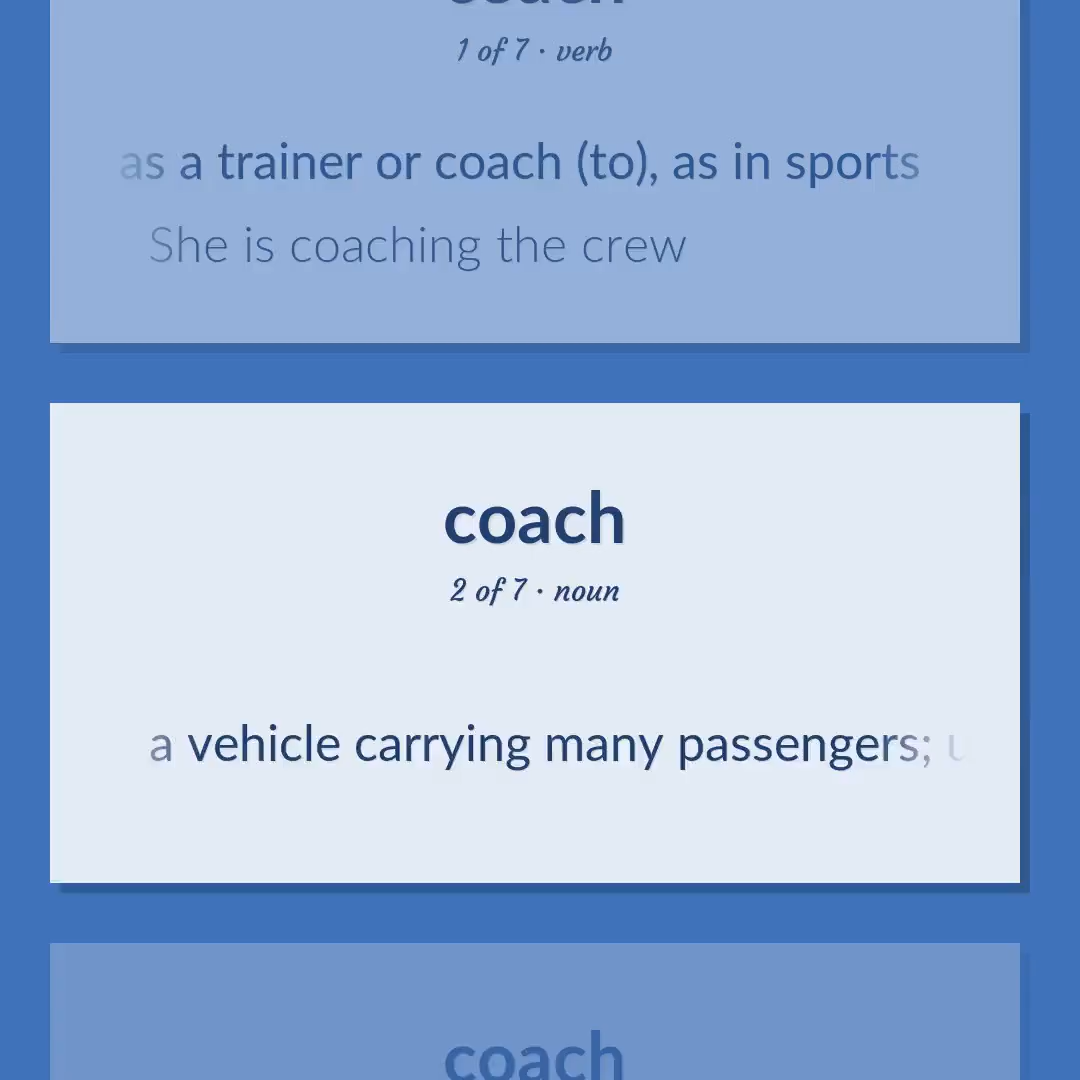 coach
1 of 7 · verb
as a trainer or coach (to), as in sports
She is coaching the crew
coach
2 of 7 · noun
a vehicle carrying many passengers;
coach